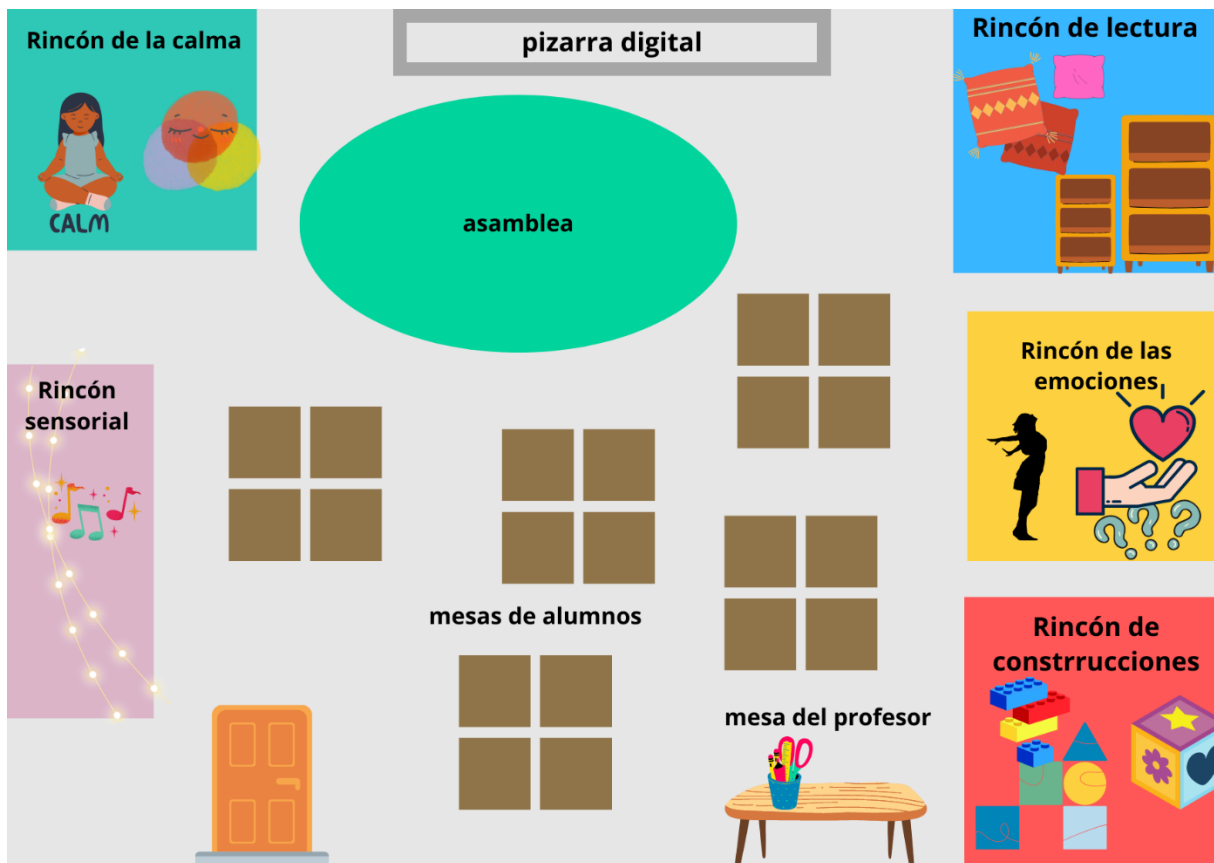 Rincón de la calma
CALM
pizarra digital
Rincón de lectura
asamblea
Rincón
sensorial
Rincón de las
emociones
mesas de alumnos
mesa del profesor
Rincón de
constrrucciones